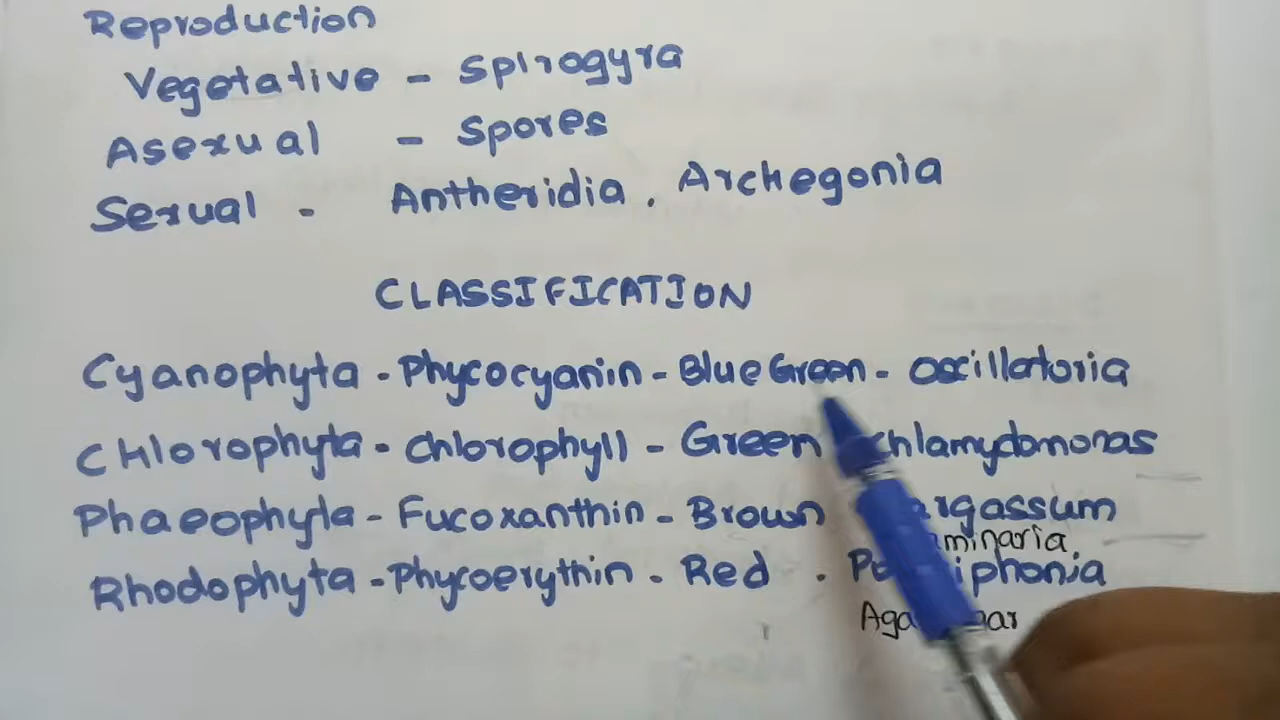 Reproduction
Vegetative - Spirogyra
Asexual - Spores
Sexual - Antheridia, Archegonia
CLASSIFICATION
Cyanophyta - Phycocyanin - Blue Green - oscillatoria
Chlorophyta - chlorophyll - Green chlamydomonas
Phaeophyta - Fucoxanthin - Brown
Rhodophyta - Phycoerythin - Red